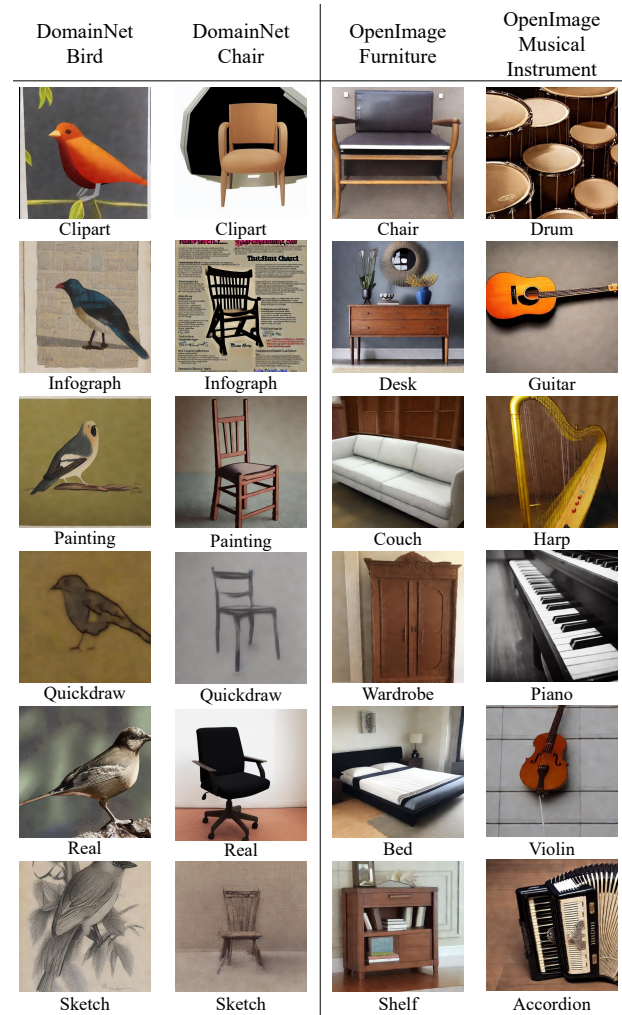 DomainNet
Bird
DomainNet
Chair
OpenImage
Furniture
OpenImage
Musical
Instrument
Clipart
Clipart
Chair
Drum
Infograph
Infograph
Desk
Guitar
Painting
Painting
Couch
Harp
Quickdraw
Quickdraw
Wardrobe
Piano
Real
Real
Bed
Violin
Sketch
Sketch
Shelf
Accordion